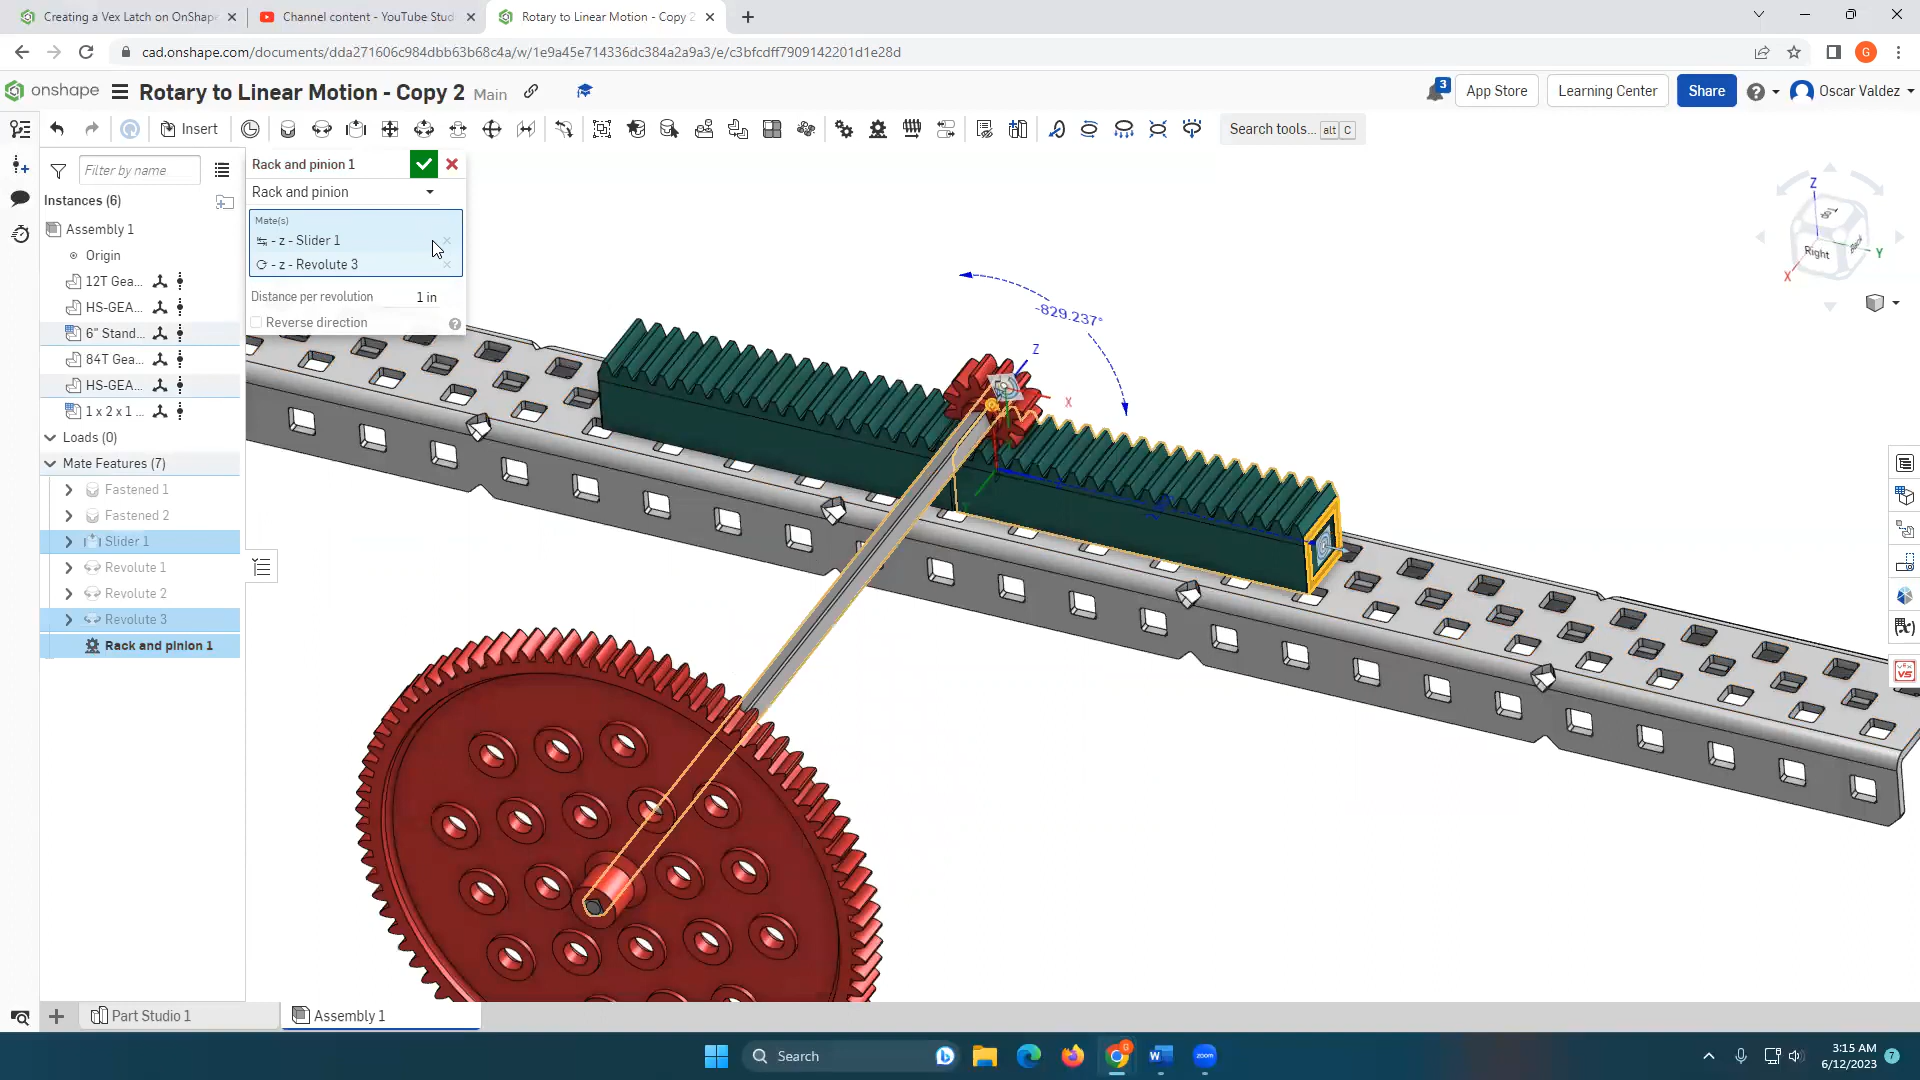 Creating a Vex Latch on OnShap
Channel content - YouTube Stud
Rotary to Linear Motion - Copy 2
cad.onshape.com/documents/dda271606c984dbb63b68c4a/w/1e9a45e714336dc384a2a9a3/e/c3bfcdff7909142201d1e28d
G
onshape
Rotary to Linear Motion - Copy 2 Main
3
App Store
Learning Center
Share
Oscar Valdez
Insert
Search tools... alt C
Filter by name
Instances (6)
Assembly 1
Origin
12T Gea...
HS-GEA...
6" Stand...
84T Gea...
HS-GEA...
1 x 2 x 1 ...
Loads (0)
Mate Features (7)
Fastened 1
Fastened 2
Slider 1
Revolute 1
Revolute 2
Revolute 3
Rack and pinion 1
Rack and pinion 1
Rack and pinion
Mate(s)
- z - Slider 1
- z - Revolute 3
Distance per revolution 1 in
Reverse direction
-829.237°
Z
X
Z
Y
X
Right
Back
Part Studio 1
Assembly 1
Search
3:15 AM
6/12/2023
7